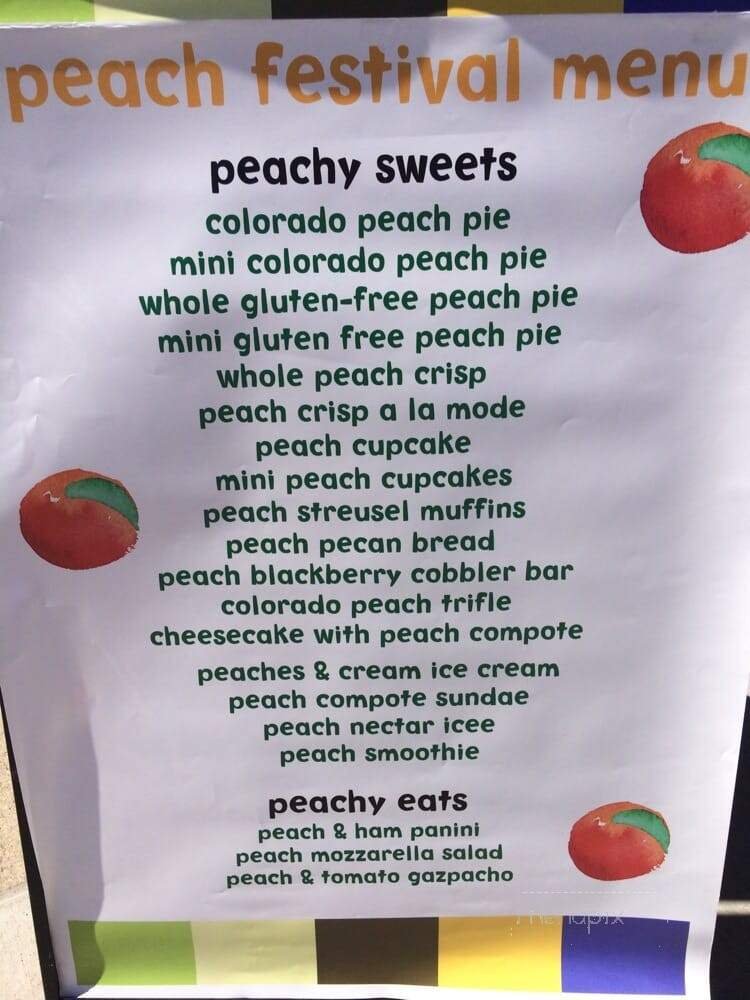 peach festival menu
peachy sweets
colorado peach pie
mini colorado peach pie
whole gluten-free peach pie
mini gluten free peach pie
whole peach crisp
peach crisp a la mode
peach cupcake
mini peach cupcakes
peach streusel muffins
peach pecan bread
peach blackberry cobbler bar
colorado peach trifle
cheesecake with peach compote
peaches & cream ice cream
peach compote sundae
peach nectar icee
peach smoothie
peachy eats
peach & ham panini
peach mozzarella salad
peach & tomato gazpacho
menupix